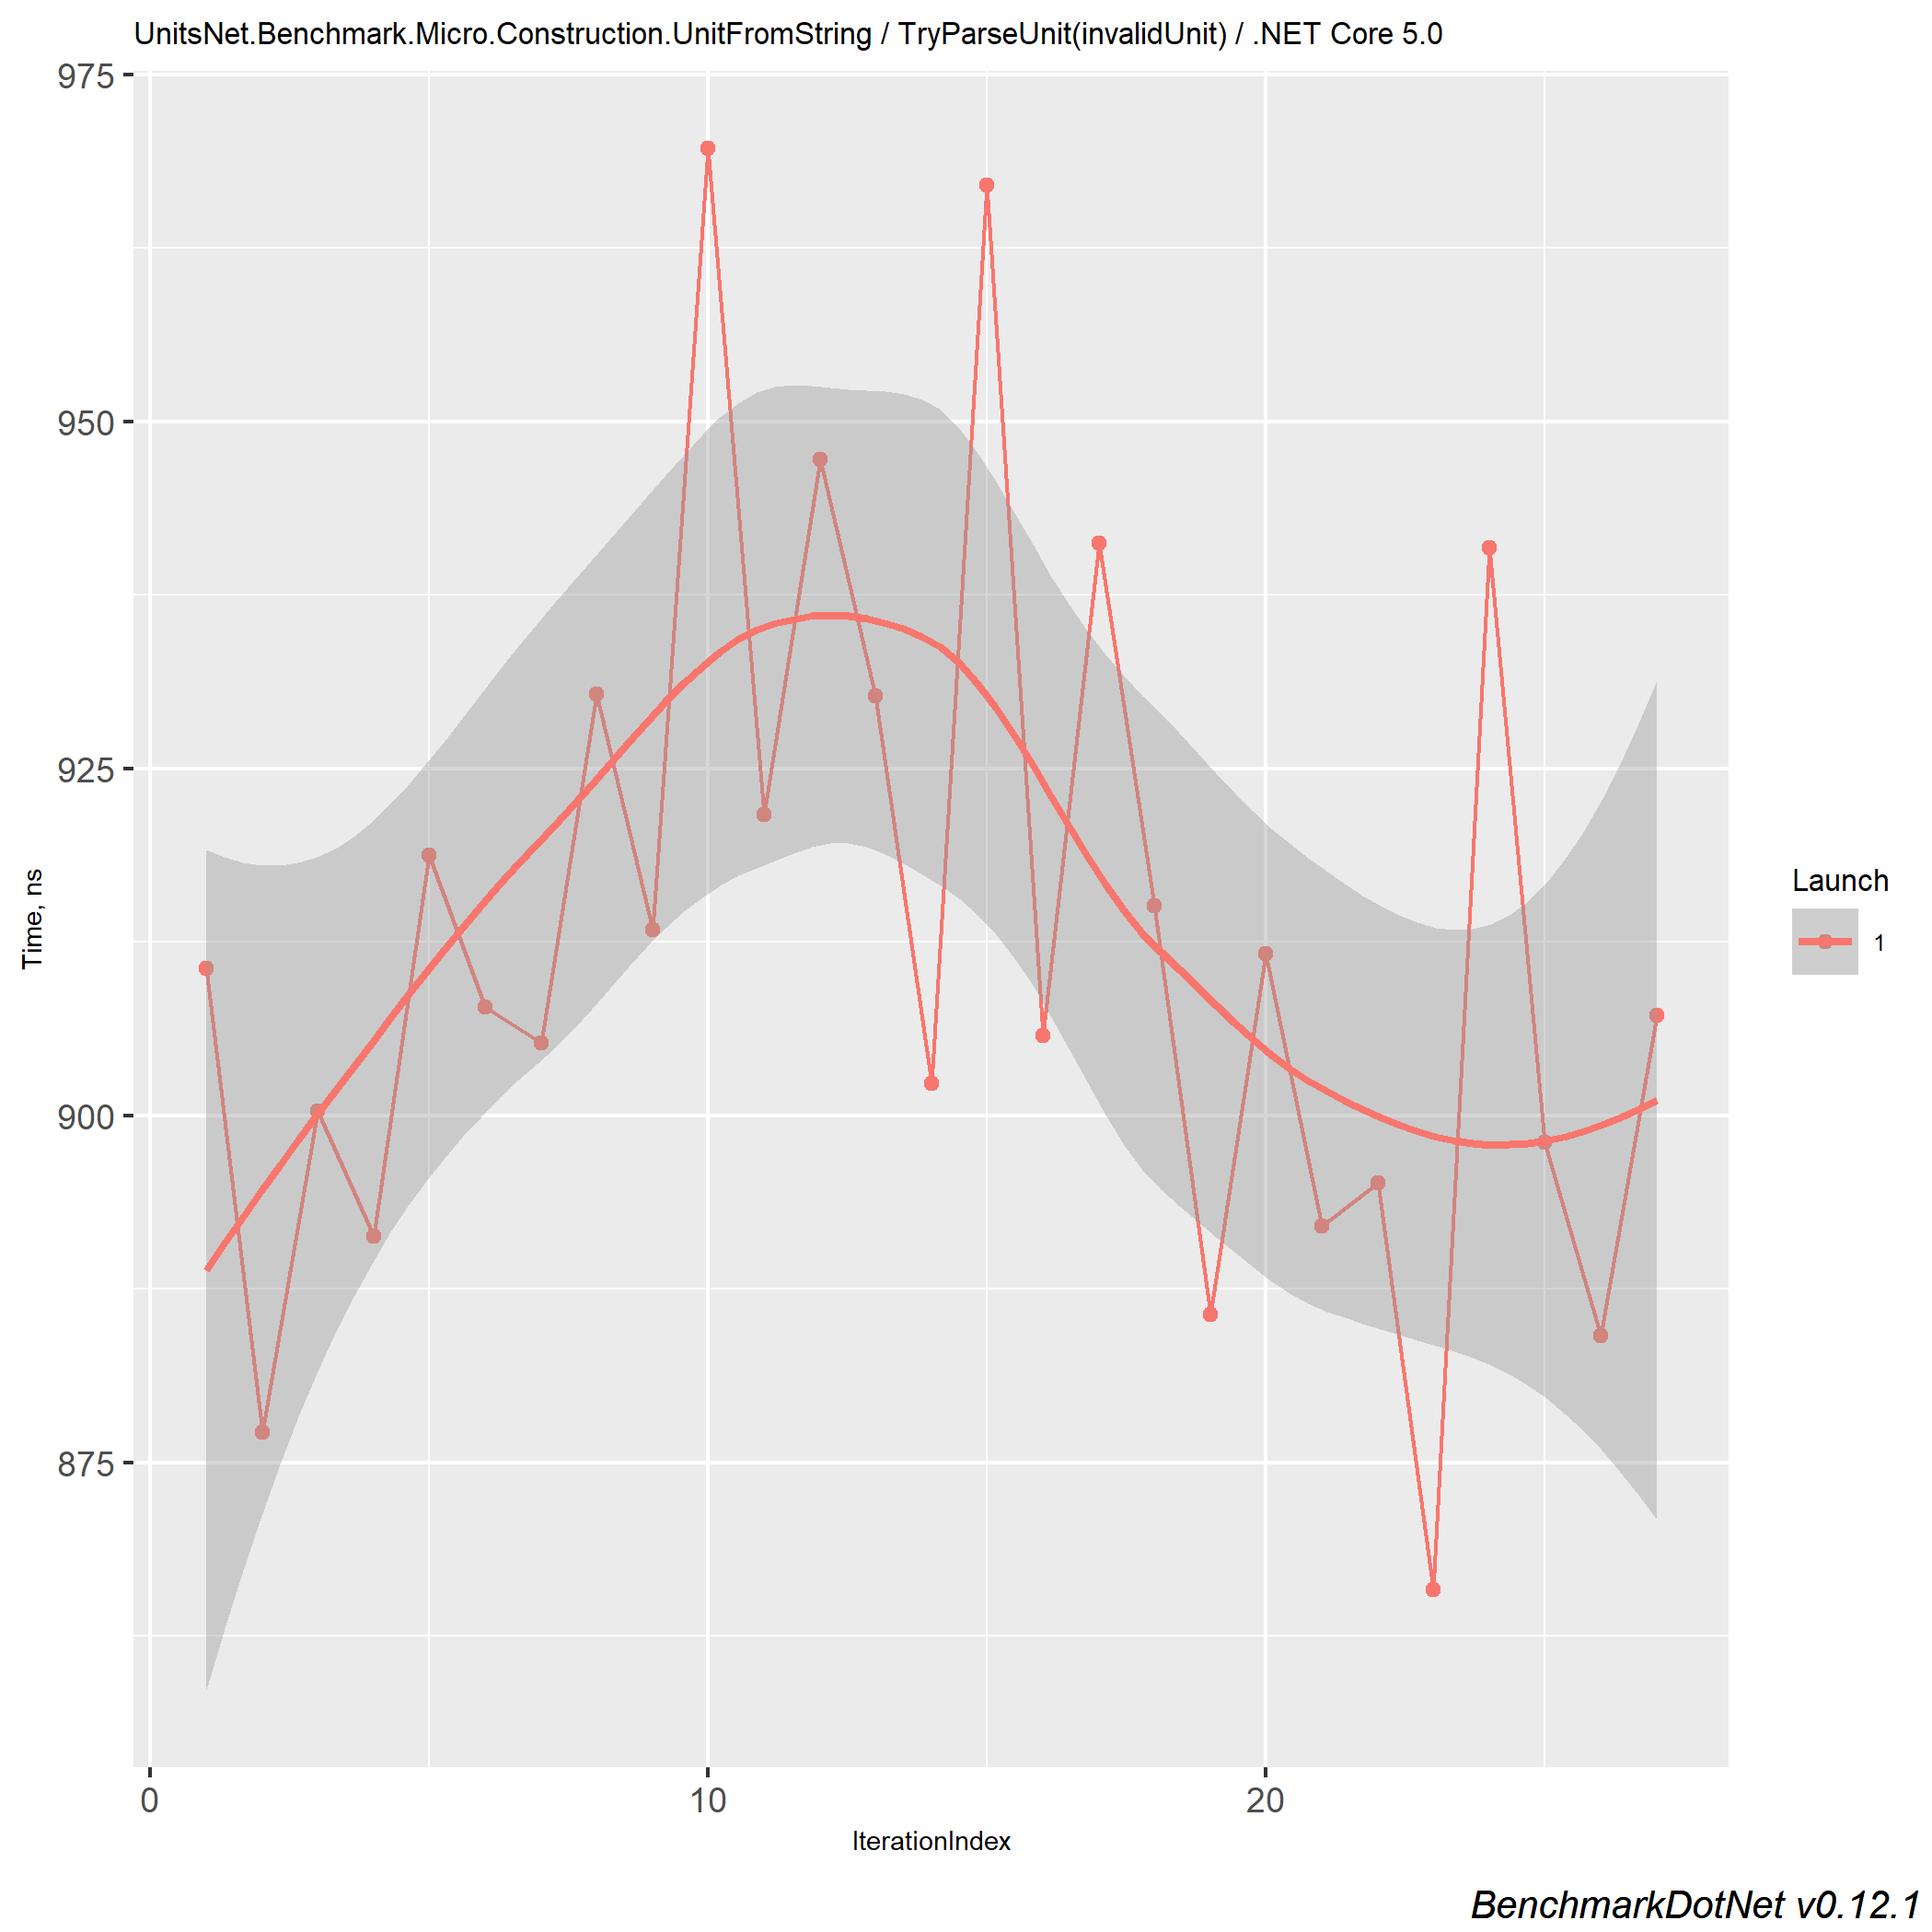 UnitsNet.Benchmark.Micro.Construction.UnitFromString / TryParseUnit(invalidUnit) / .NET Core 5.0
975
950
925
900
875
Time, ns
0 10 20
IterationIndex
Launch
1
BenchmarkDotNet v0.12.1